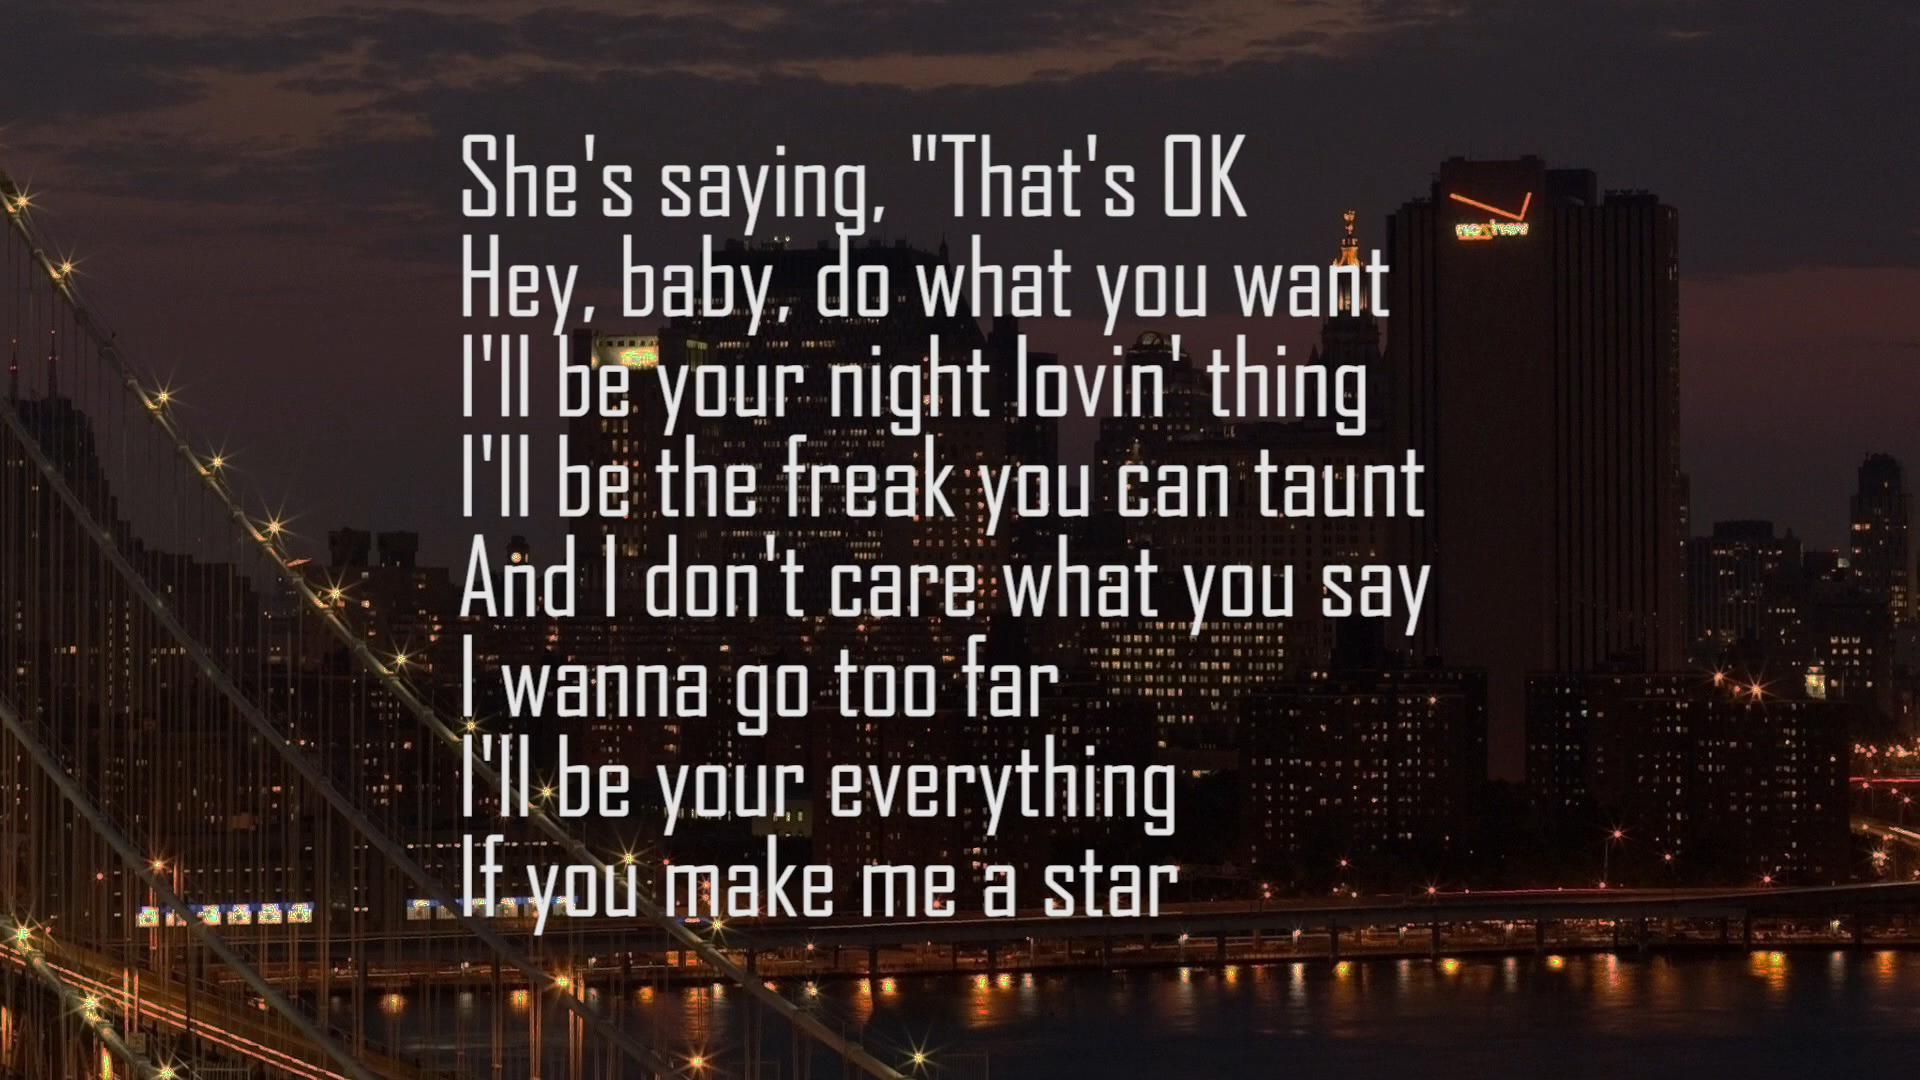 She's saying, "That's OK
Hey, baby, do what you want
I'll be your night lovin' thing
I'll be the freak you can taunt
And I don't care what you say
I wanna go too far
I'll be your everything
If you make me a star
verizon